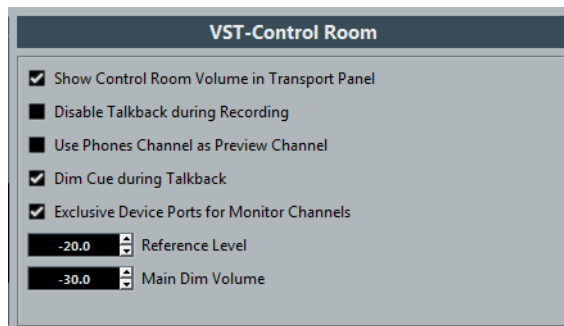 VST-Control Room
Show Control Room Volume in Transport Panel
Disable Talkback during Recording
Use Phones Channel as Preview Channel
Dim Cue during Talkback
Exclusive Device Ports for Monitor Channels
-20.0 Reference Level
-30.0 Main Dim Volume